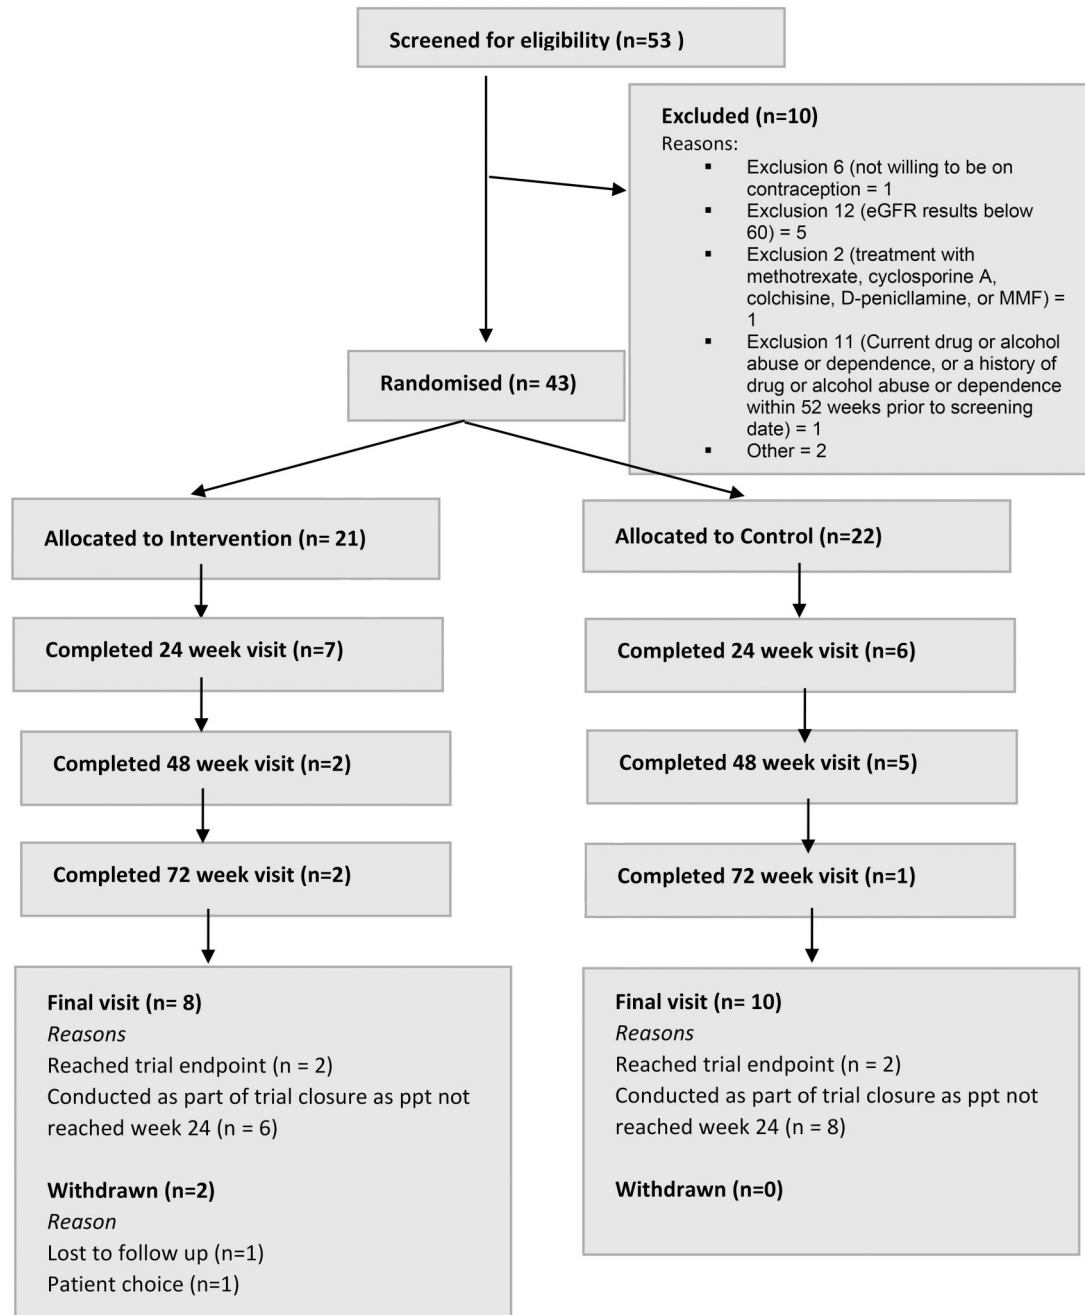 Screened for eligibility (n=53 )
Excluded (n=10)
Reasons:
▪ Exclusion 6 (not willing to be on
contraception = 1
▪ Exclusion 12 (eGFR results below
60) = 5
▪ Exclusion 2 (treatment with
methotrexate, cyclosporine A,
colchisine, D-penicllamine, or MMF) =
1
▪ Exclusion 11 (Current drug or alcohol
abuse or dependence, or a history of
drug or alcohol abuse or dependence
within 52 weeks prior to screening
date) = 1
▪ Other = 2
Randomised (n= 43)
Allocated to Intervention (n= 21)
Completed 24 week visit (n=7)
Completed 48 week visit (n=2)
Completed 72 week visit (n=2)
Final visit (n= 8)
Reasons
Reached trial endpoint (n = 2)
Conducted as part of trial closure as ppt not
reached week 24 (n = 6)
Withdrawn (n=2)
Reason
Lost to follow up (n=1)
Patient choice (n=1)
Allocated to Control (n=22)
Completed 24 week visit (n=6)
Completed 48 week visit (n=5)
Completed 72 week visit (n=1)
Final visit (n= 10)
Reasons
Reached trial endpoint (n = 2)
Conducted as part of trial closure as ppt not
reached week 24 (n = 8)
Withdrawn (n=0)